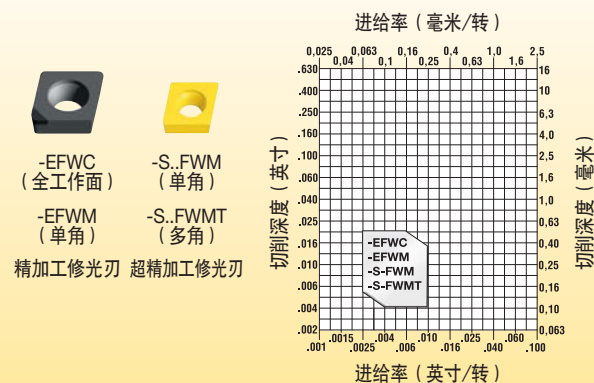 进给率（毫米/转）
0,025 0,063 0,16 0,4 1,0 2,5
0,04 0,1 0,25 0,63 1,6
-EFWC
（全工作面）
-S..FWM
（单角）
-EFWM
（单角）
-S..FWMT
（多角）
精加工修光刃 超精加工修光刃
切削深度（英寸）
.630
.400
.250
.160
.100
.060
.040
.025
.016
.010
.006
.004
.002
-EFWC
-EFWM
-S-FWM
-S-FWMT
16
10
6,3
4,0
2,5
1,6
1,0
0,63
0,40
0,25
0,16
0,10
0,063
切削深度（毫米）
.0015 .004 .010 .025 .060
.001 .0025 .006 .016 .040 .100
进给率（英寸/转）